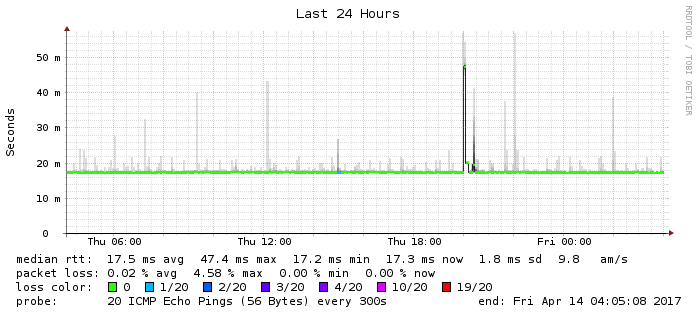 Last 24 Hours
RRDTOOL / TOBI OETIKER
Seconds
50 m
40 m
30 m
20 m
10 m
0
Thu 06:00 Thu 12:00 Thu 18:00 Fri 00:00
median rtt: 17.5 ms avg 47.4 ms max 17.2 ms min 17.3 ms now 1.8 ms sd 9.8 am/s
packet loss: 0.02 % avg 4.58 % max 0.00 % min 0.00 % now
loss color: 0 1/20 2/20 3/20 4/20 10/20 19/20
probe: 20 ICMP Echo Pings (56 Bytes) every 300s end: Fri Apr 14 04:05:08 2017